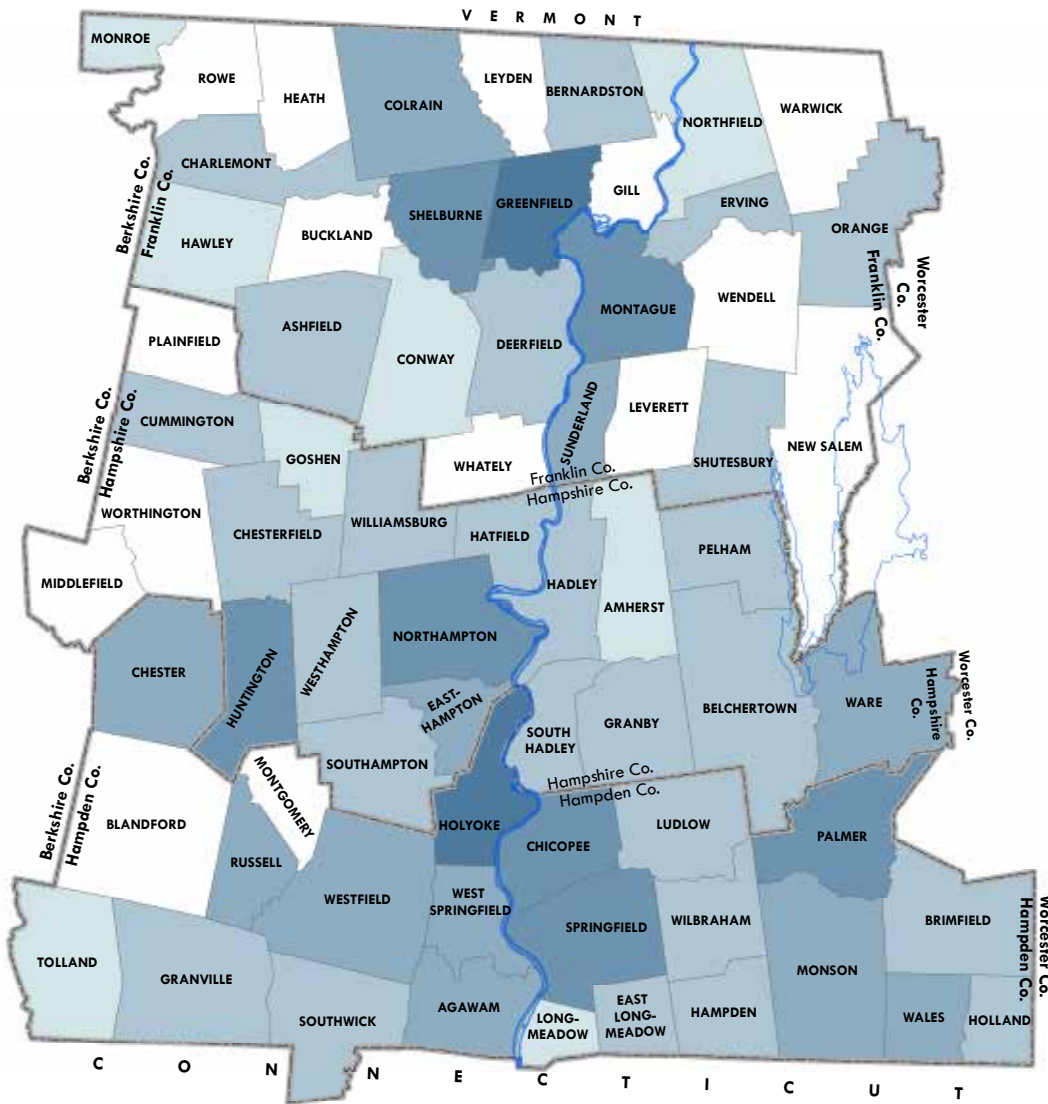 V E R M O N T
MONROE
ROWE
HEATH
COLRAIN
LEYDEN
BERNARDSTON
NORTHFIELD
WARWICK
CHARLEMONT
GILL
SHELBURNE
GREENFIELD
ERVING
Berkshire Co.
Franklin Co.
HAWLEY
BUCKLAND
ORANGE
Franklin Co.
Worcester
Co.
PLAINFIELD
ASHFIELD
CONWAY
DEERFIELD
MONTAGUE
WENDELL
Berkshire Co.
Hampshire Co.
CUMMINGTON
GOSHEN
WHATELY
SUNDERLAND
LEVERETT
SHUTESBURY
NEW SALEM
Franklin Co.
Hampshire Co.
WORTHINGTON
CHESTERFIELD
WILLIAMSBURG
HATFIELD
HADLEY
AMHERST
PELHAM
MIDDLEFIELD
CHESTER
HUNTINGTON
WESTHAMPTON
NORTHAMPTON
EAST-
HAMPTON
SOUTHAMPTON
SOUTH
HADLEY
GRANBY
BELCHERTOWN
WARE
Hampshire
Co.
Worcester Co.
Hampshire Co.
Hampden Co.
Berkshire Co.
Hampden Co.
BLANDFORD
MONTGOMERY
RUSSELL
HOLYOKE
CHICOPEE
LUDLOW
PALMER
WESTFIELD
WEST
SPRINGFIELD
SPRINGFIELD
WILBRAHAM
BRIMFIELD
Hampden Co.
Worcester Co.
TOLLAND
GRANVILLE
SOUTHWICK
AGAWAM
LONG-
MEADOW
EAST
LONG-
MEADOW
HAMPDEN
MONSON
WALES
HOLLAND
C O N N E C T I C U T